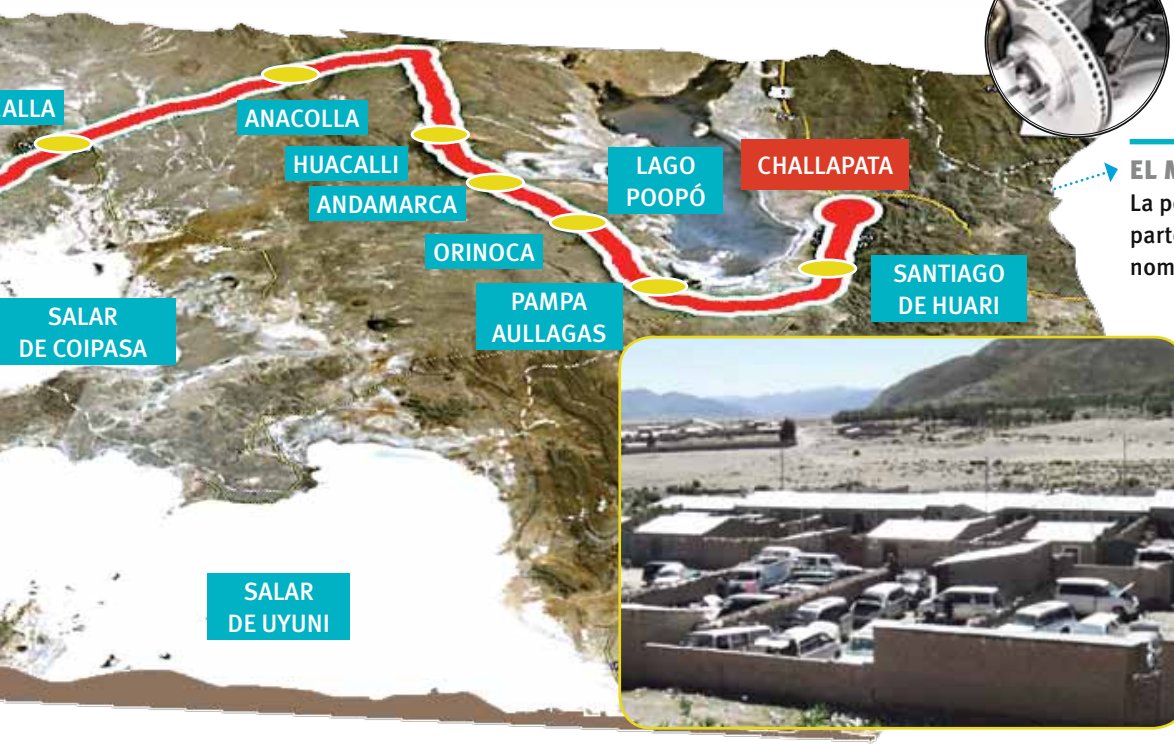 ALLA
ANACOLLA
HUACALLI
ANDAMARCA
ORINOCA
PAMPA
AULLAGAS
LAGO
POOPÓ
CHALLAPATA
SANTIAGO
DE HUARI
SALAR
DE COIPASA
SALAR
DE UYUNI
EL
La
nom